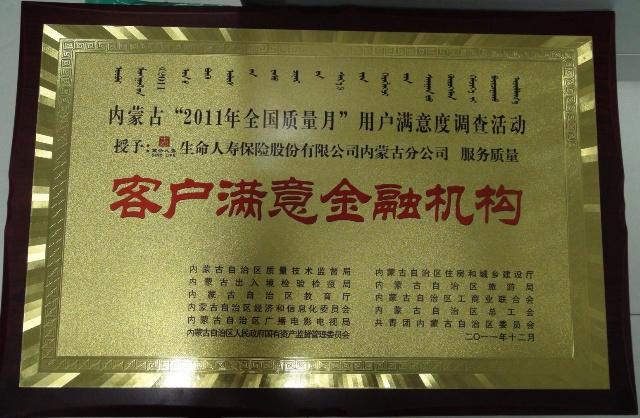 内蒙古“2011年全国质量月”用户满意度调查活动
授予：生命人寿保险股份有限公司内蒙古分公司 服务质量
客户满意金融机构
内蒙古自治区质量技术监督局
内蒙古出入境检验检疫局
内蒙古自治区教育厅
内蒙古自治区经济和信息化委员会
内蒙古自治区广播电影电视局
内蒙古自治区人民政府国有资产监督管理委员会
内蒙古自治区住房和城乡建设厅
内蒙古自治区旅游局
内蒙古自治区工商业联合会
内蒙古自治区总工会
共青团内蒙古自治区委员会
二〇一一年十二月